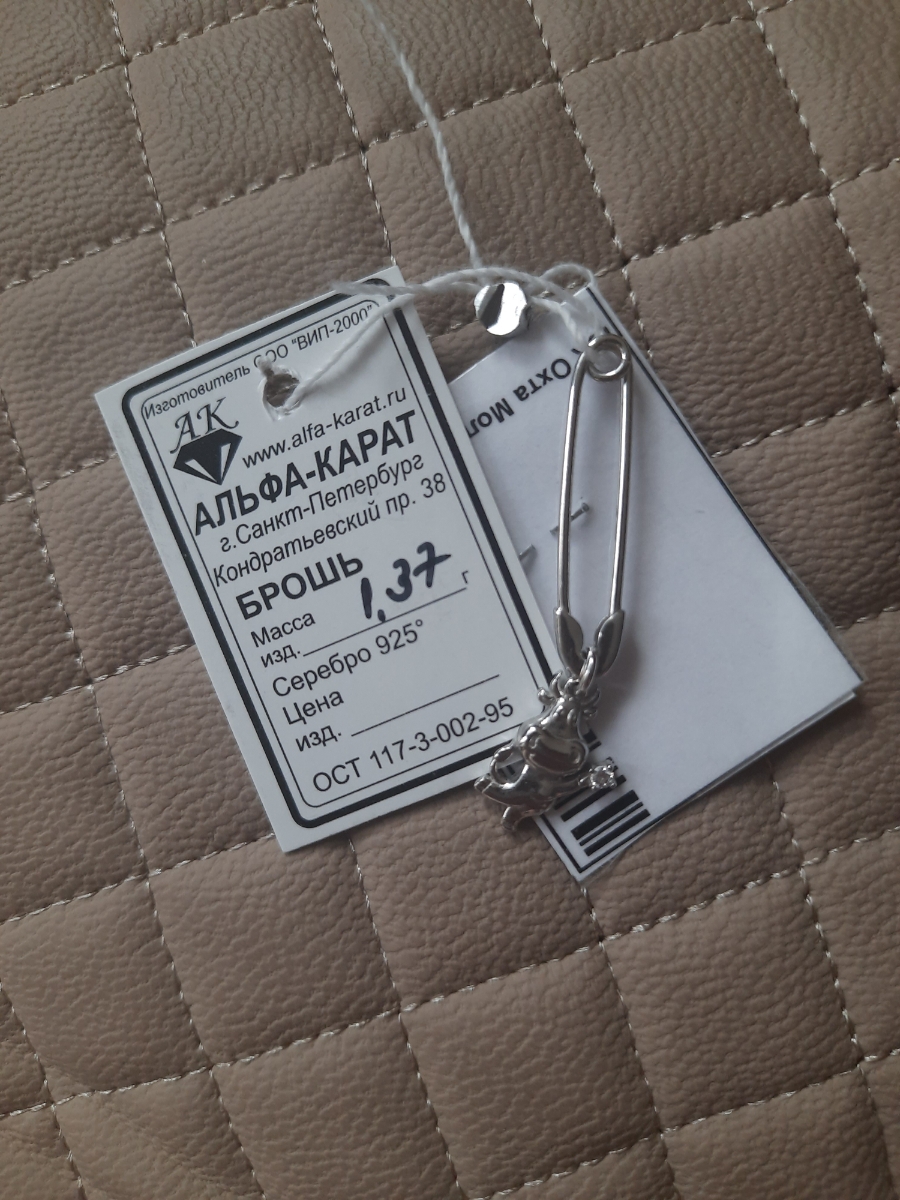 Изготовитель ООО "ВИП-2000"
АК
www.alfa-karat.ru
АЛЬФА-КАРАТ
г.Санкт-Петербург
Кондратьевский пр. 38
БРОШЬ
Масса
изд. 1,37 г
Серебро 925°
Цена
изд.
ОСТ 117-3-002-95
Охта